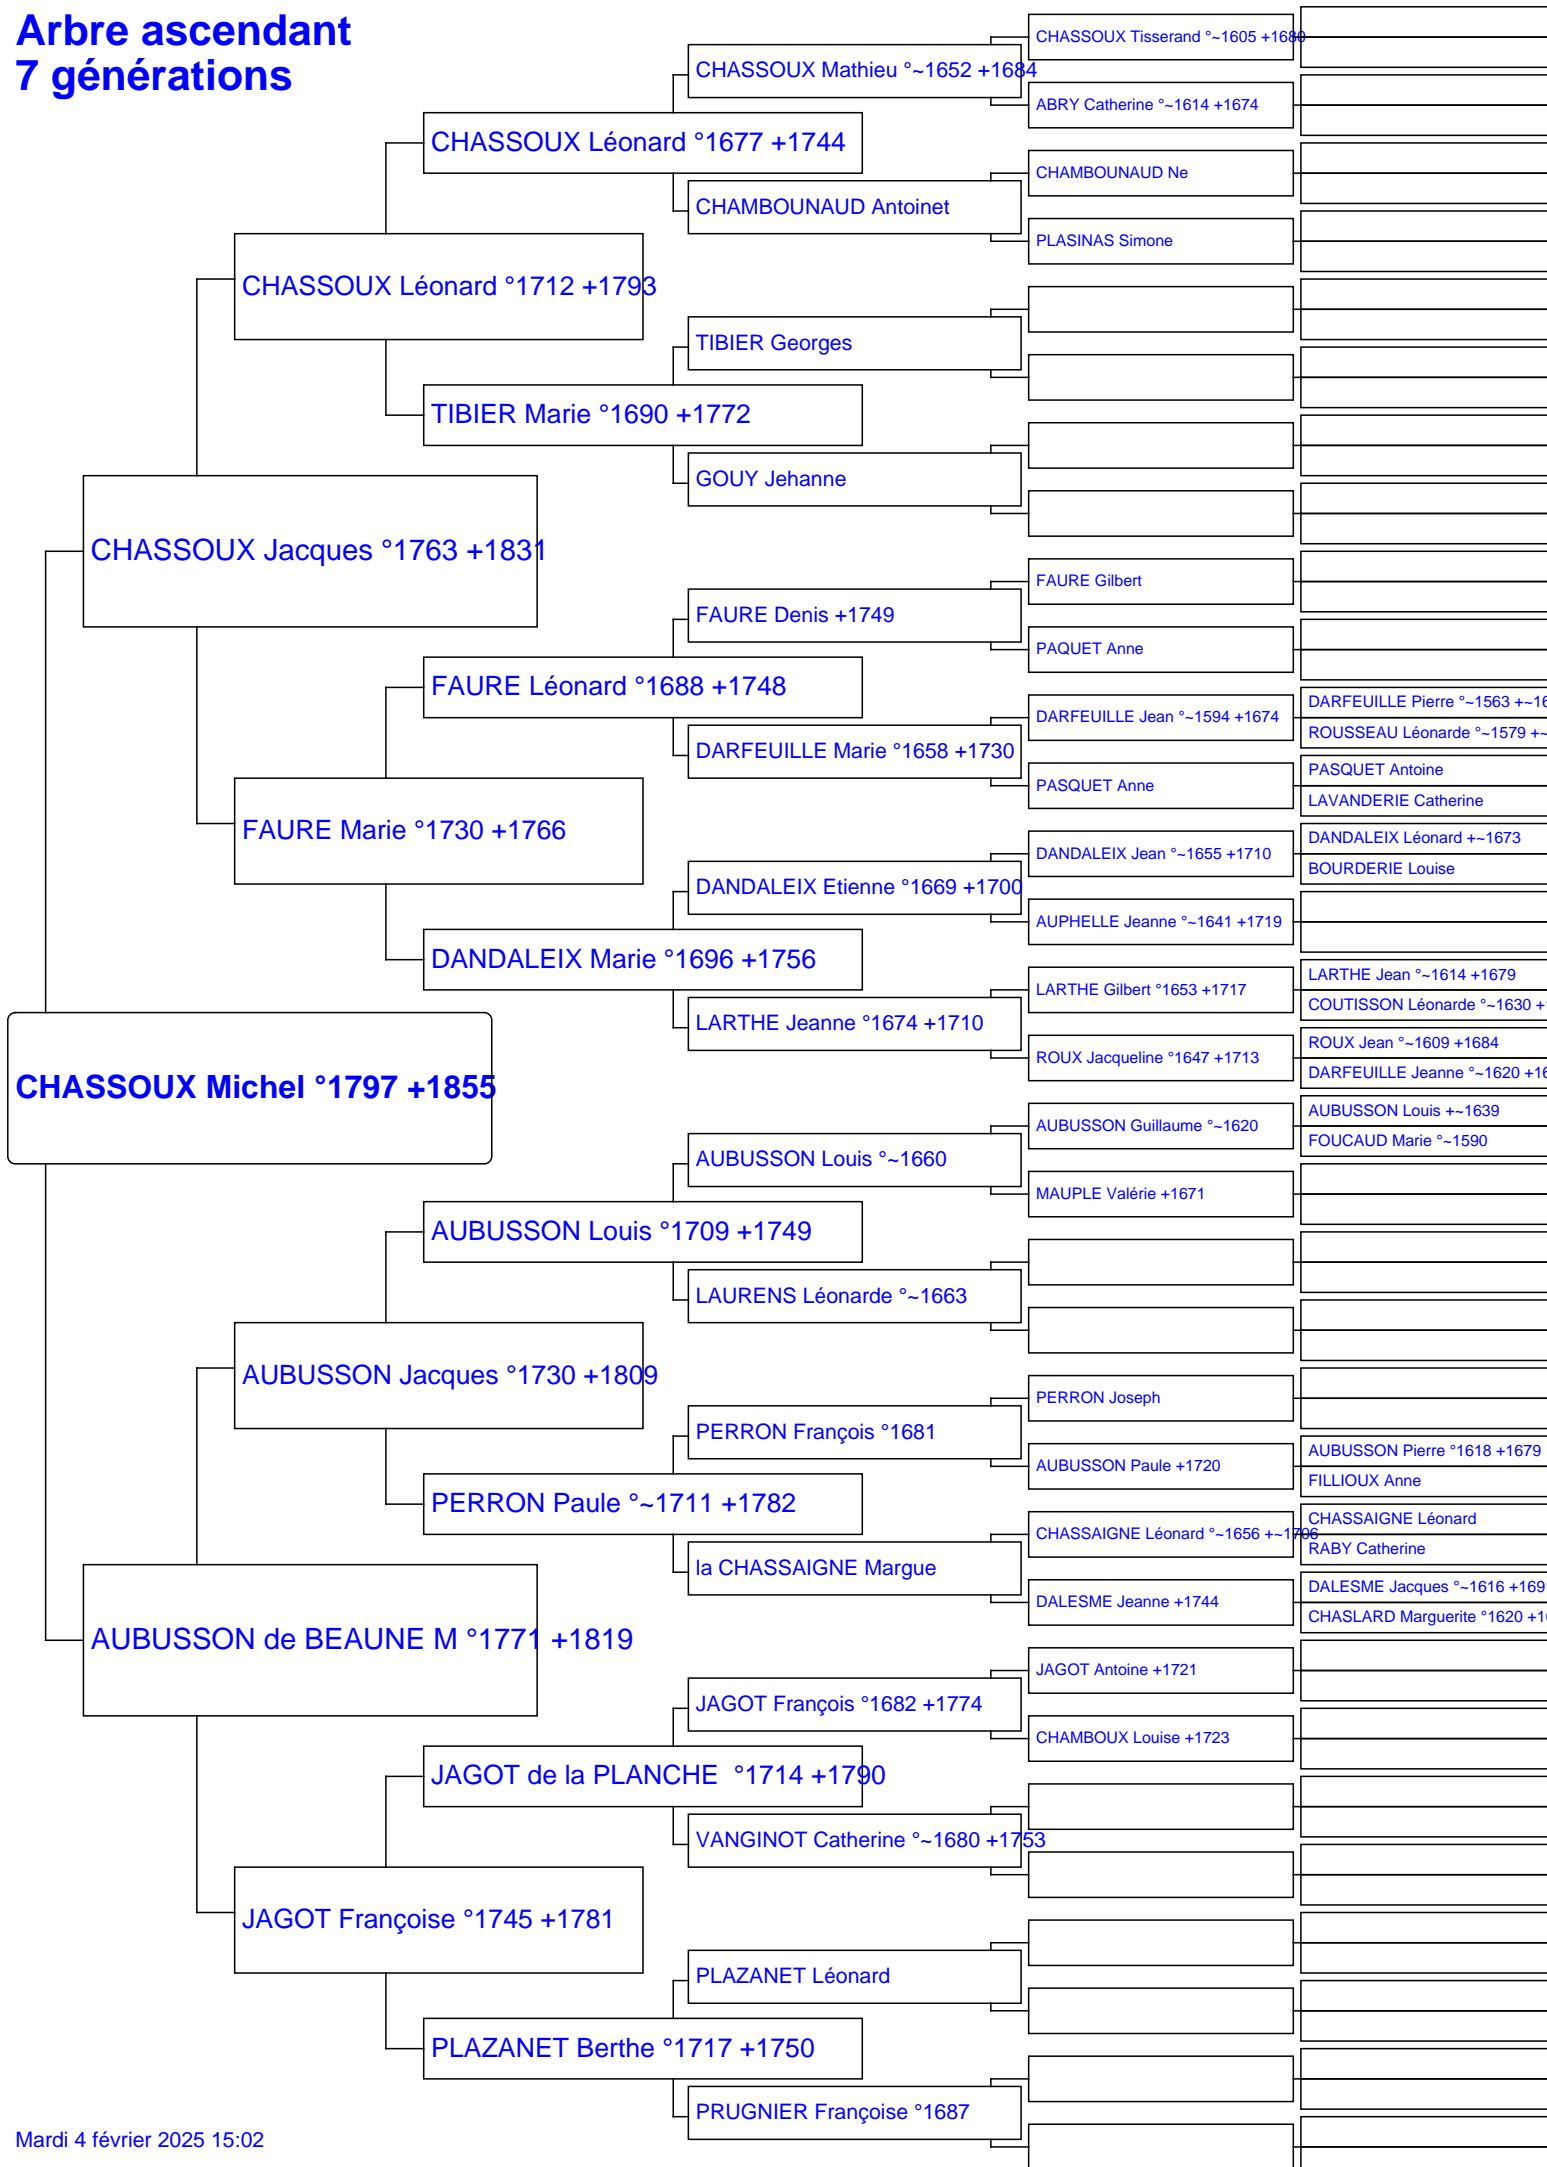 Arbre ascendant
7 générations
CHASSOUX Michel °1797 +1855
CHASSOUX Jacques °1763 +1831
AUBUSSON de BEAUNE M °1771 +1819
CHASSOUX Léonard °1712 +1793
FAURE Marie °1730 +1766
AUBUSSON Jacques °1730 +1809
JAGOT Françoise °1745 +1781
CHASSOUX Léonard °1677 +1744
TIBIER Marie °1690 +1772
FAURE Léonard °1688 +1748
DANDALEIX Marie °1696 +1756
AUBUSSON Louis °1709 +1749
PERRON Paule °~1711 +1782
JAGOT de la PLANCHE °1714 +1790
PLAZANET Berthe °1717 +1750
CHASSOUX Mathieu °~1652 +1684
CHAMBOUNAUD Antoinet
TIBIER Georges
GOUY Jehanne
FAURE Denis +1749
DARFEUILLE Marie °1658 +1730
DANDALEIX Etienne °1669 +1700
LARTHE Jeanne °1674 +1710
AUBUSSON Louis °~1660
LAURENS Léonarde °~1663
PERRON François °1681
la CHASSAIGNE Margue
JAGOT François °1682 +1774
VANGINOT Catherine °~1680 +1753
PLAZANET Léonard
PRUGNIER Françoise °1687
CHASSOUX Tisserand °~1605 +1680
ABRY Catherine °~1614 +1674
CHAMBOUNAUD Ne
PLASINAS Simone
FAURE Gilbert
PAQUET Anne
DARFEUILLE Jean °~1594 +1674
PASQUET Anne
DANDALEIX Jean °~1655 +1710
AUPHELLE Jeanne °~1641 +1719
LARTHE Gilbert °1653 +1717
ROUX Jacqueline °1647 +1713
AUBUSSON Guillaume °~1620
MAUPLE Valérie +1671
PERRON Joseph
AUBUSSON Paule +1720
CHASSAIGNE Léonard °~1656 +~1706
DALESME Jeanne +1744
JAGOT Antoine +1721
CHAMBOUX Louise +1723
DARFEUILLE Pierre °~1563 +~16
ROUSSEAU Léonarde °~1579 +~
PASQUET Antoine
LAVANDERIE Catherine
DANDALEIX Léonard +~1673
BOURDERIE Louise
LARTHE Jean °~1614 +1679
COUTISSON Léonarde °~1630 +
ROUX Jean °~1609 +1684
DARFEUILLE Jeanne °~1620 +16
AUBUSSON Louis +~1639
FOUCAUD Marie °~1590
AUBUSSON Pierre °1618 +1679
FILLIOUX Anne
CHASSAIGNE Léonard
RABY Catherine
DALESME Jacques °~1616 +169
CHASLARD Marguerite °1620 +1
Mardi 4 février 2025 15:02